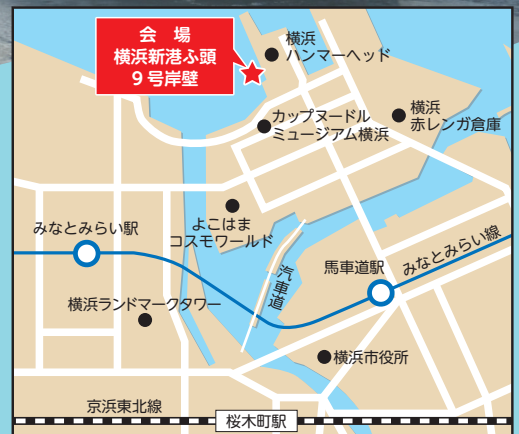 会 場
横浜新港ふ頭
9号岸壁
横浜
ハンマーヘッド
カップヌードル
ミュージアム横浜
横浜
赤レンガ倉庫
みなとみらい駅
よこはま
コスモワールド
汽車道
馬車道駅
みなとみらい線
横浜ランドマークタワー
横浜市役所
京浜東北線
桜木町駅